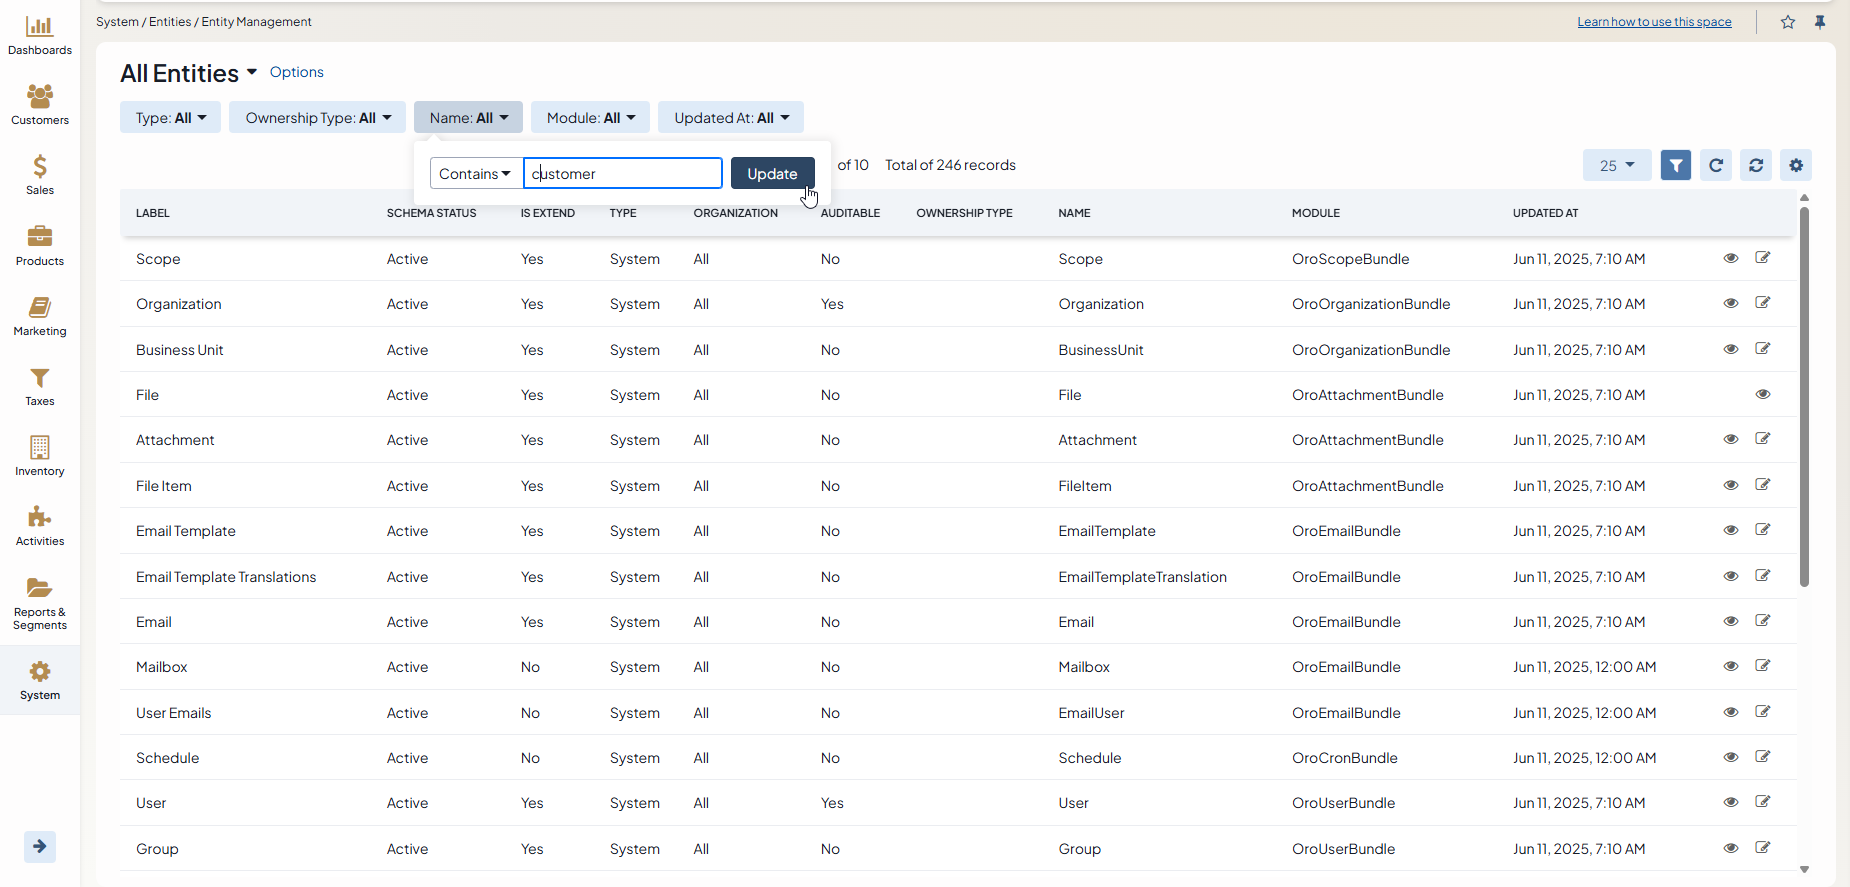 System / Entities / Entity Management
Learn how to use this space
Dashboards
Customers
Sales
Products
Marketing
Taxes
Inventory
Activities
Reports &
Segments
System
All Entities Options
Type: All Ownership Type: All Name: All Module: All Updated At: All
Contains customer Update
of 10 Total of 246 records 25
LABEL SCHEMA STATUS IS EXTEND TYPE ORGANIZATION AUDITABLE OWNERSHIP TYPE NAME MODULE UPDATED AT
Scope Active Yes System All No Scope OroScopeBundle Jun 11, 2025, 7:10 AM
Organization Active Yes System All Yes Organization OroOrganizationBundle Jun 11, 2025, 7:10 AM
Business Unit Active Yes System All No BusinessUnit OroOrganizationBundle Jun 11, 2025, 7:10 AM
File Active Yes System All No File OroAttachmentBundle Jun 11, 2025, 7:10 AM
Attachment Active Yes System All No Attachment OroAttachmentBundle Jun 11, 2025, 7:10 AM
File Item Active Yes System All No FileItem OroAttachmentBundle Jun 11, 2025, 7:10 AM
Email Template Active Yes System All No EmailTemplate OroEmailBundle Jun 11, 2025, 7:10 AM
Email Template Translations Active Yes System All No EmailTemplateTranslation OroEmailBundle Jun 11, 2025, 7:10 AM
Email Active Yes System All No Email OroEmailBundle Jun 11, 2025, 7:10 AM
Mailbox Active No System All No Mailbox OroEmailBundle Jun 11, 2025, 12:00 AM
User Emails Active No System All No EmailUser OroEmailBundle Jun 11, 2025, 12:00 AM
Schedule Active No System All No Schedule OroCronBundle Jun 11, 2025, 12:00 AM
User Active Yes System All Yes User OroUserBundle Jun 11, 2025, 7:10 AM
Group Active Yes System All No Group OroUserBundle Jun 11, 2025, 7:10 AM